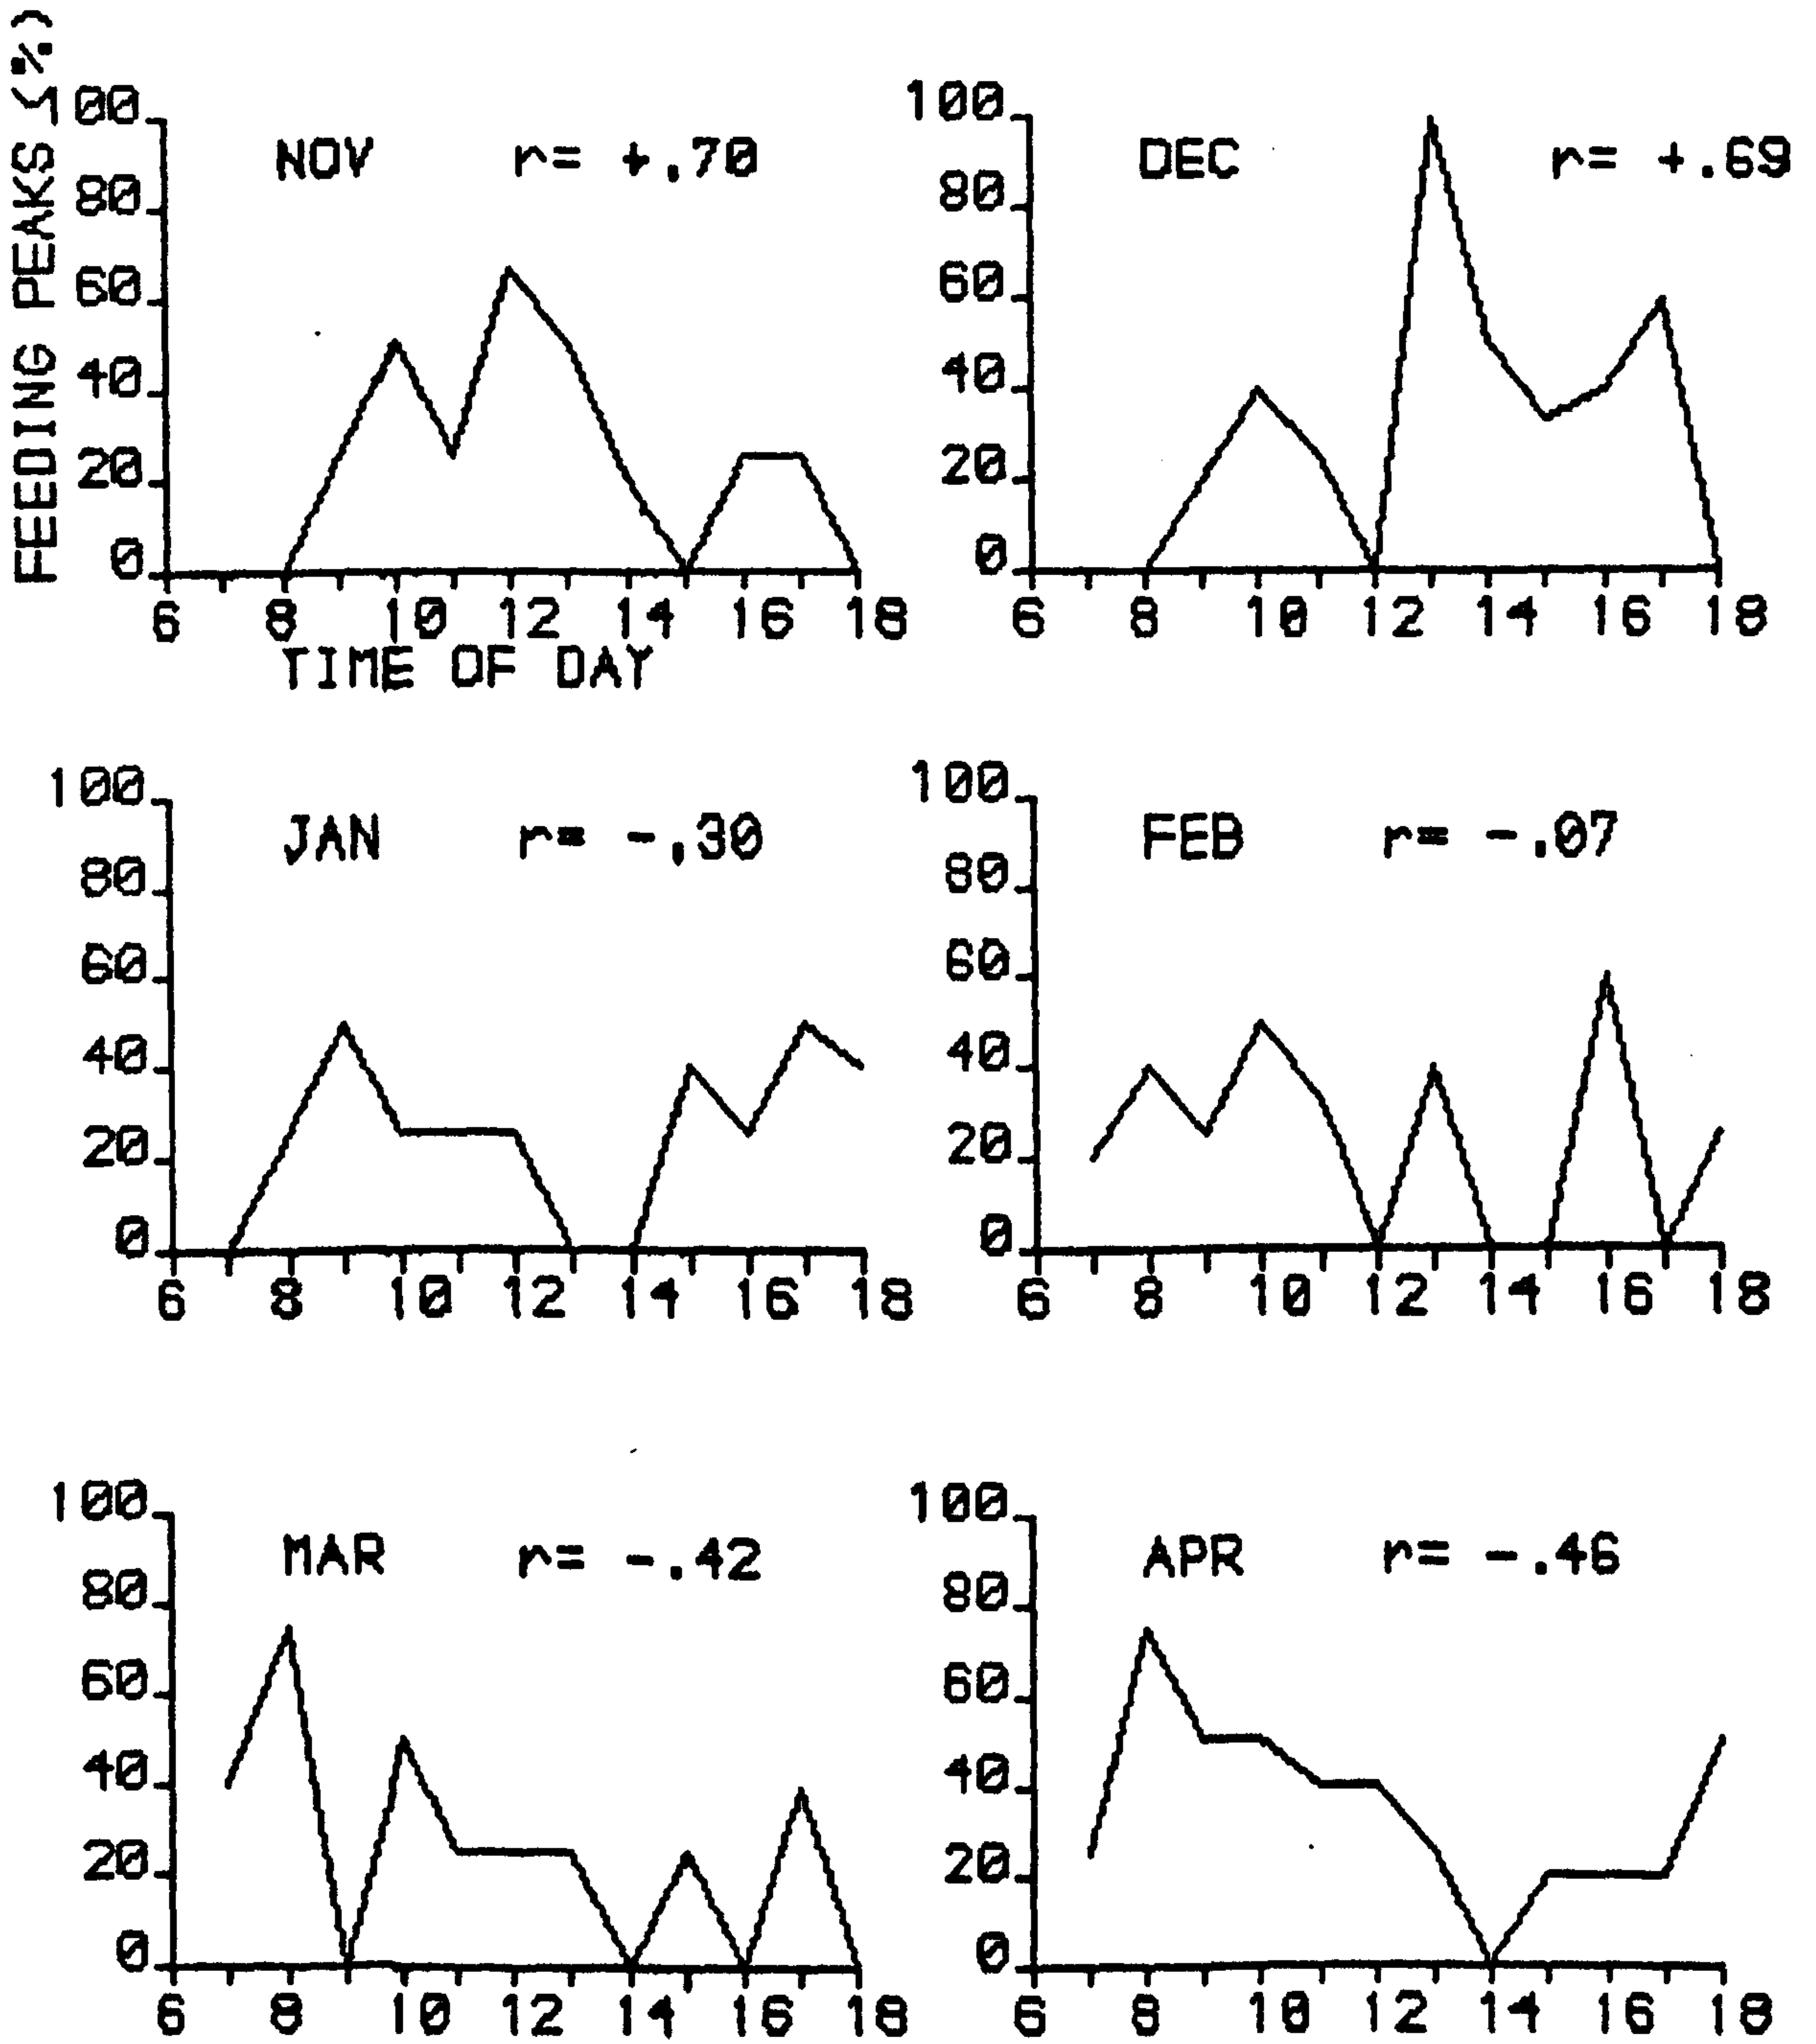 FEEDING PEAKS (%)
100
80
60
40
20
0
NOV r= +.70
6 8 10 12 14 16 18
TIME OF DAY
100
80
60
40
20
0
DEC r= +.69
6 8 10 12 14 16 18
100
80
60
40
20
0
JAN r= -.30
6 8 10 12 14 16 18
100
80
60
40
20
0
FEB r= -.07
6 8 10 12 14 16 18
100
80
60
40
20
0
MAR r= -.42
6 8 10 12 14 16 18
100
80
60
40
20
0
APR r= -.46
6 8 10 12 14 16 18